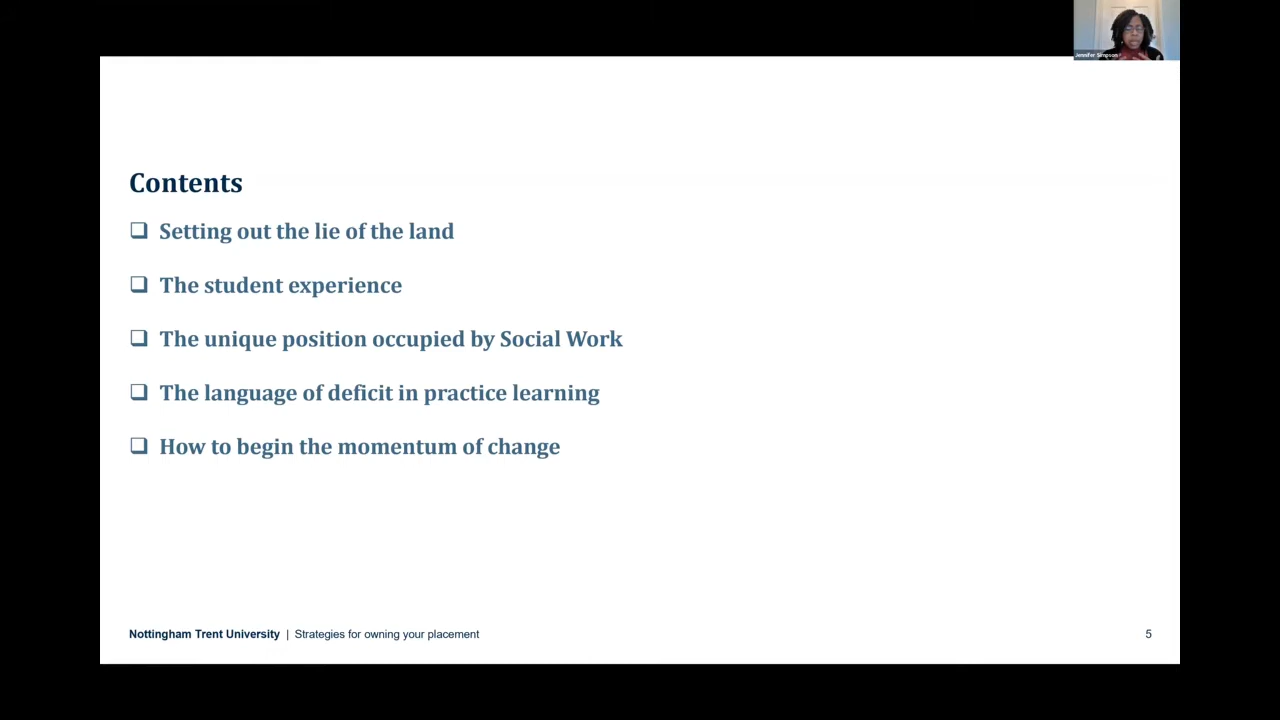 Jennifer Simpson
Contents
Setting out the lie of the land
The student experience
The unique position occupied by Social Work
The language of deficit in practice learning
How to begin the momentum of change
Nottingham Trent University | Strategies for owning your placement
5